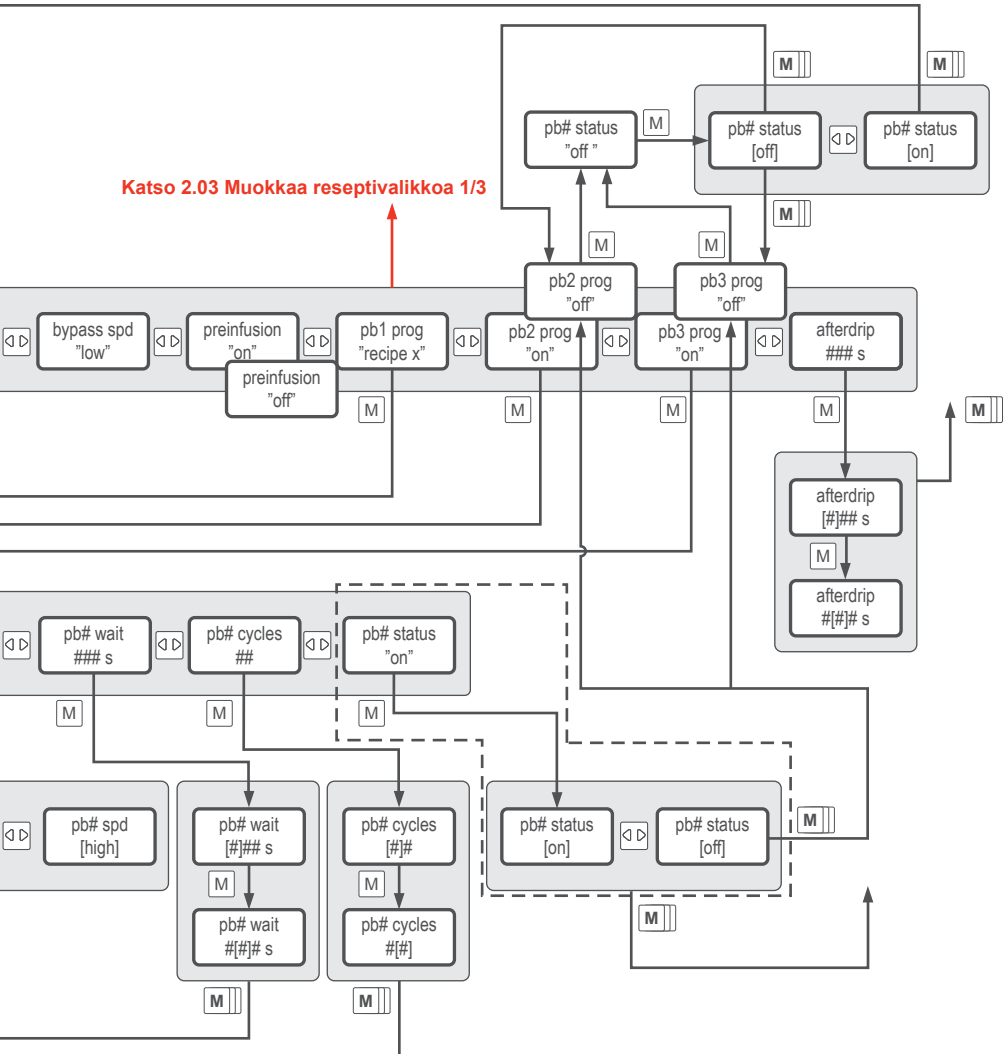 M
M
pb# status
"off "
M
pb# status
[off]
pb# status
[on]
Katso 2.03 Muokkaa reseptivalikkoa 1/3
M
M
M
pb2 prog
"off"
pb3 prog
"off"
bypass spd
"low"
preinfusion
"on"
preinfusion
"off"
pb1 prog
"recipe x"
pb2 prog
"on"
pb3 prog
"on"
afterdrip
### s
M
M
M
M
M
afterdrip
[#]## s
M
afterdrip
#[#]# s
pb# wait
### s
pb# cycles
##
pb# status
"on"
M
M
M
pb# spd
[high]
pb# wait
[#]## s
M
pb# wait
#[#]# s
pb# cycles
[#]#
M
pb# cycles
#[#]
pb# status
[on]
pb# status
[off]
M
M
M
M